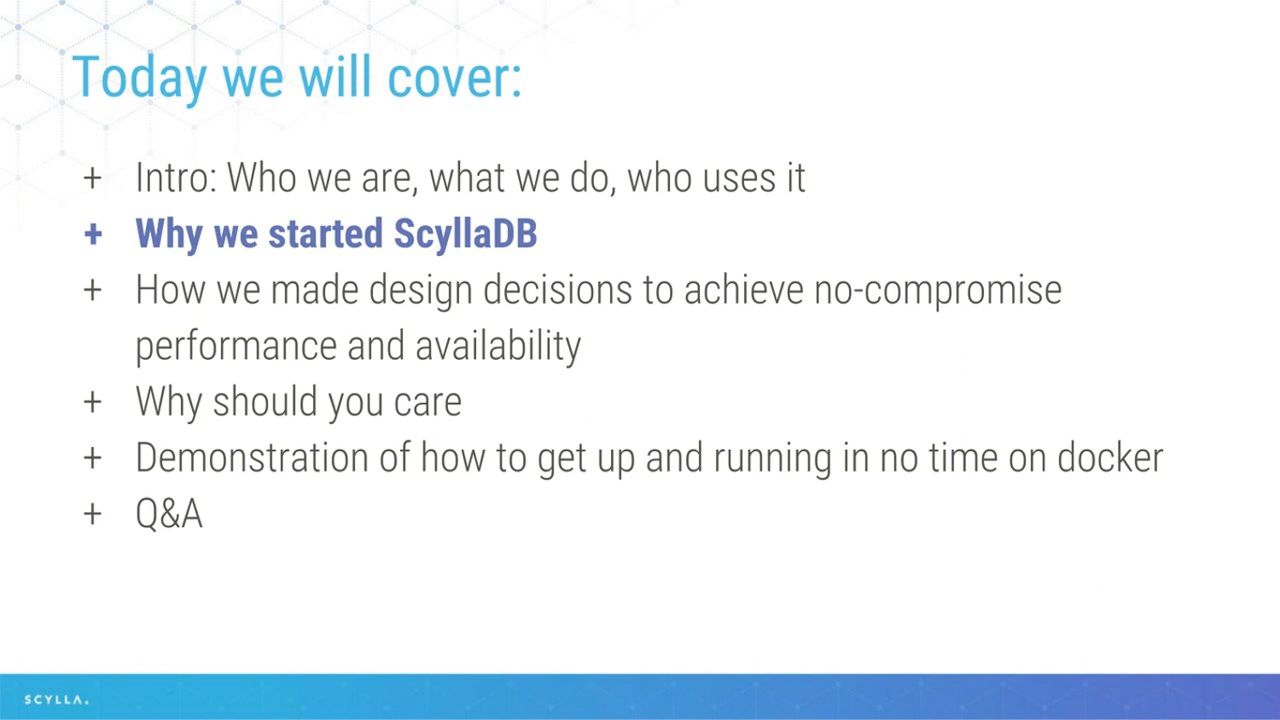 Today we will cover:
+ Intro: Who we are, what we do, who uses it
+ Why we started ScyllaDB
+ How we made design decisions to achieve no-compromise
performance and availability
+ Why should you care
+ Demonstration of how to get up and running in no time on docker
+ Q&A
SCYLLA.